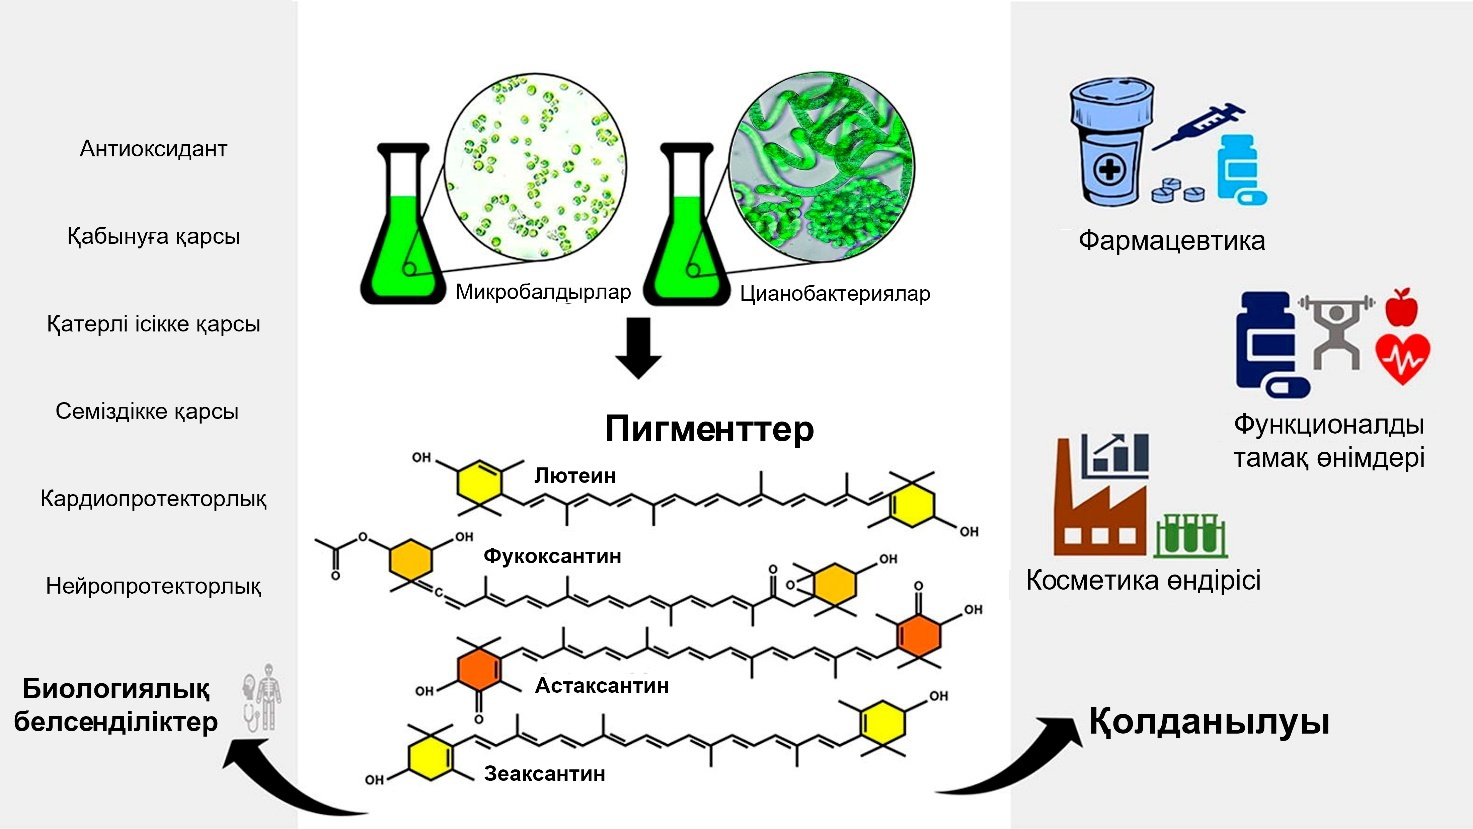 Антиоксидант
Қабынуға қарсы
Қатерлі ісікке қарсы
Семіздікке қарсы
Кардиопротекторлық
Нейропротекторлық
Биологиялық
белсенділіктер
Микробалдырлар
Цианобактериялар
Пигменттер
OH
Лютеин
OH
O
O
OH
Фукоксантин
C
O
O
OH
O
OH
OH
O
Астаксантин
OH
OH
Зеаксантин
Фармацевтика
Функционалды
тамақ өнімдері
Косметика өндірісі
Қолданылуы